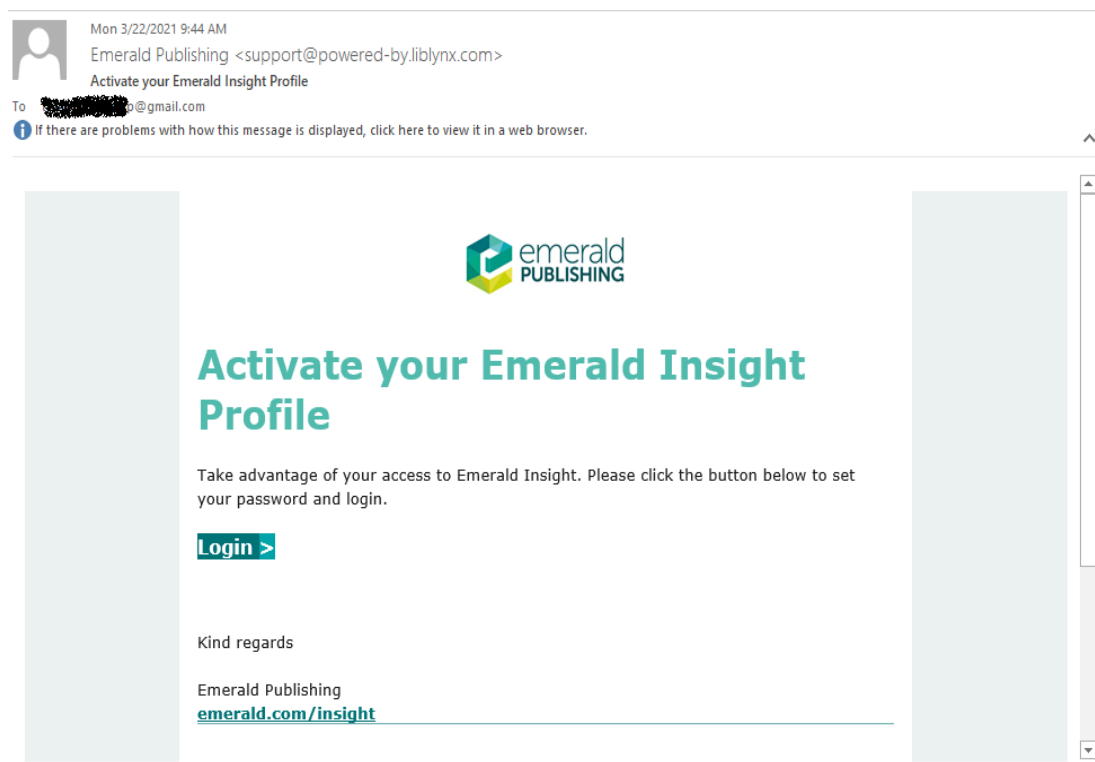 Mon 3/22/2021 9:44 AM
Emerald Publishing <support@powered-by.liblynx.com>
Activate your Emerald Insight Profile
To p@gmail.com
If there are problems with how this message is displayed, click here to view it in a web browser.
emerald
PUBLISHING
Activate your Emerald Insight
Profile
Take advantage of your access to Emerald Insight. Please click the button below to set
your password and login.
Login >
Kind regards
Emerald Publishing
emerald.com/insight